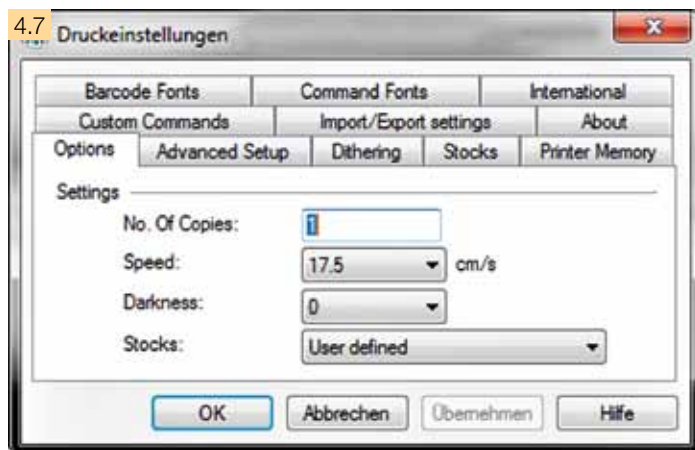 4.7
Druckeinstellungen
Barcode Fonts Command Fonts International
Custom Commands Import/Export settings About
Options Advanced Setup Dithering Stocks Printer Memory
Settings
No. Of Copies: 1
Speed: 17.5 cm/s
Darkness: 0
Stocks: User defined
OK Abbrechen Übernehmen Hilfe